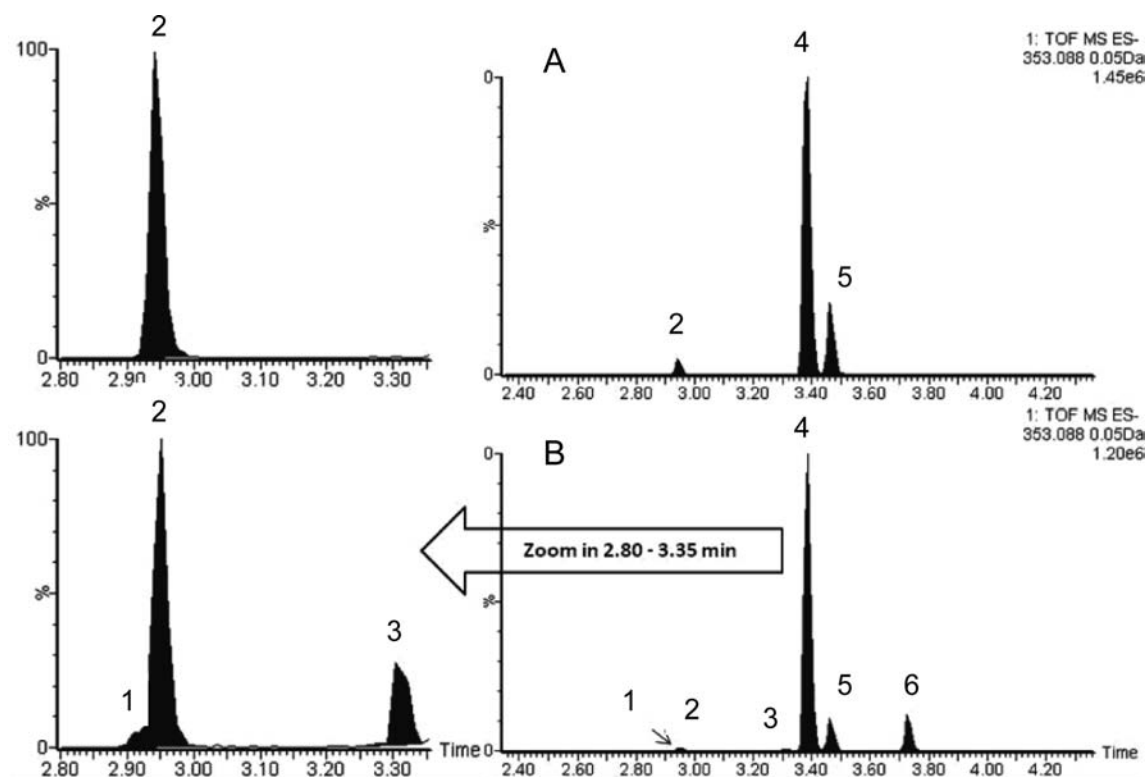 2
100
%
0
2.80 2.90 3.00 3.10 3.20 3.30
A
1: TOF MS ES-
353.088 0.05Da
1.45e6
4
5
2
0
%
0
2.40 2.60 2.80 3.00 3.20 3.40 3.60 3.80 4.00 4.20
2
100
%
1
3
0
Time
2.80 2.90 3.00 3.10 3.20 3.30
B
1: TOF MS ES-
353.088 0.05Da
1.20e6
4
0
Zoom in 2.80 - 3.35 min
%
1
2
3
5
6
0
2.40 2.60 2.80 3.00 3.20 3.40 3.60 3.80 4.00 4.20